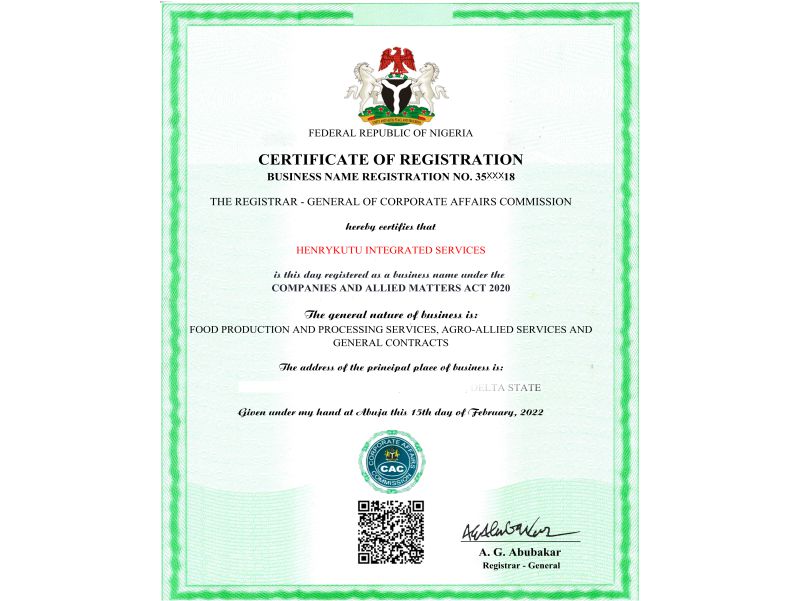 FEDERAL REPUBLIC OF NIGERIA
CERTIFICATE OF REGISTRATION
BUSINESS NAME REGISTRATION NO. 35XXX18
THE REGISTRAR - GENERAL OF CORPORATE AFFAIRS COMMISSION
hereby certifies that
HENRYKUTU INTEGRATED SERVICES
is this day registered as a business name under the
COMPANIES AND ALLIED MATTERS ACT 2020
The general nature of business is:
FOOD PRODUCTION AND PROCESSING SERVICES, AGRO-ALLIED SERVICES AND
GENERAL CONTRACTS
The address of the principal place of business is:
, DELTA STATE
Given under my hand at Abuja this 15th day of February, 2022
CORPORATE AFFAIRS
CAC
COMMISSION
A. G. Abubakar
Registrar - General